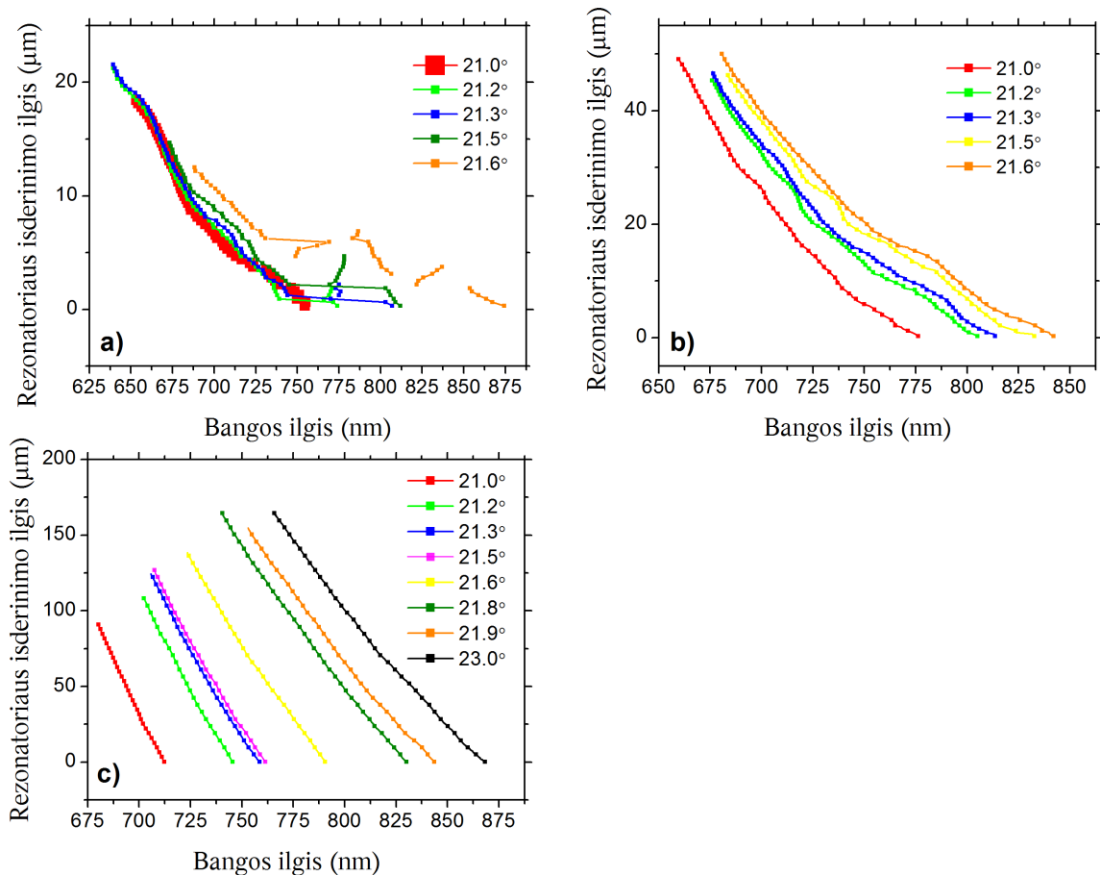 Rezonatoriaus isderinimo ilgis (μm)
20
10
0
21.0°
21.2°
21.3°
21.5°
21.6°
a)
625 650 675 700 725 750 775 800 825 850 875
Bangos ilgis (nm)
Rezonatoriaus isderinimo ilgis (μm)
40
20
0
21.0°
21.2°
21.3°
21.5°
21.6°
b)
650 675 700 725 750 775 800 825 850
Bangos ilgis (nm)
Rezonatoriaus isderinimo ilgis (μm)
200
150
100
50
0
21.0°
21.2°
21.3°
21.5°
21.6°
21.8°
21.9°
23.0°
c)
675 700 725 750 775 800 825 850 875
Bangos ilgis (nm)